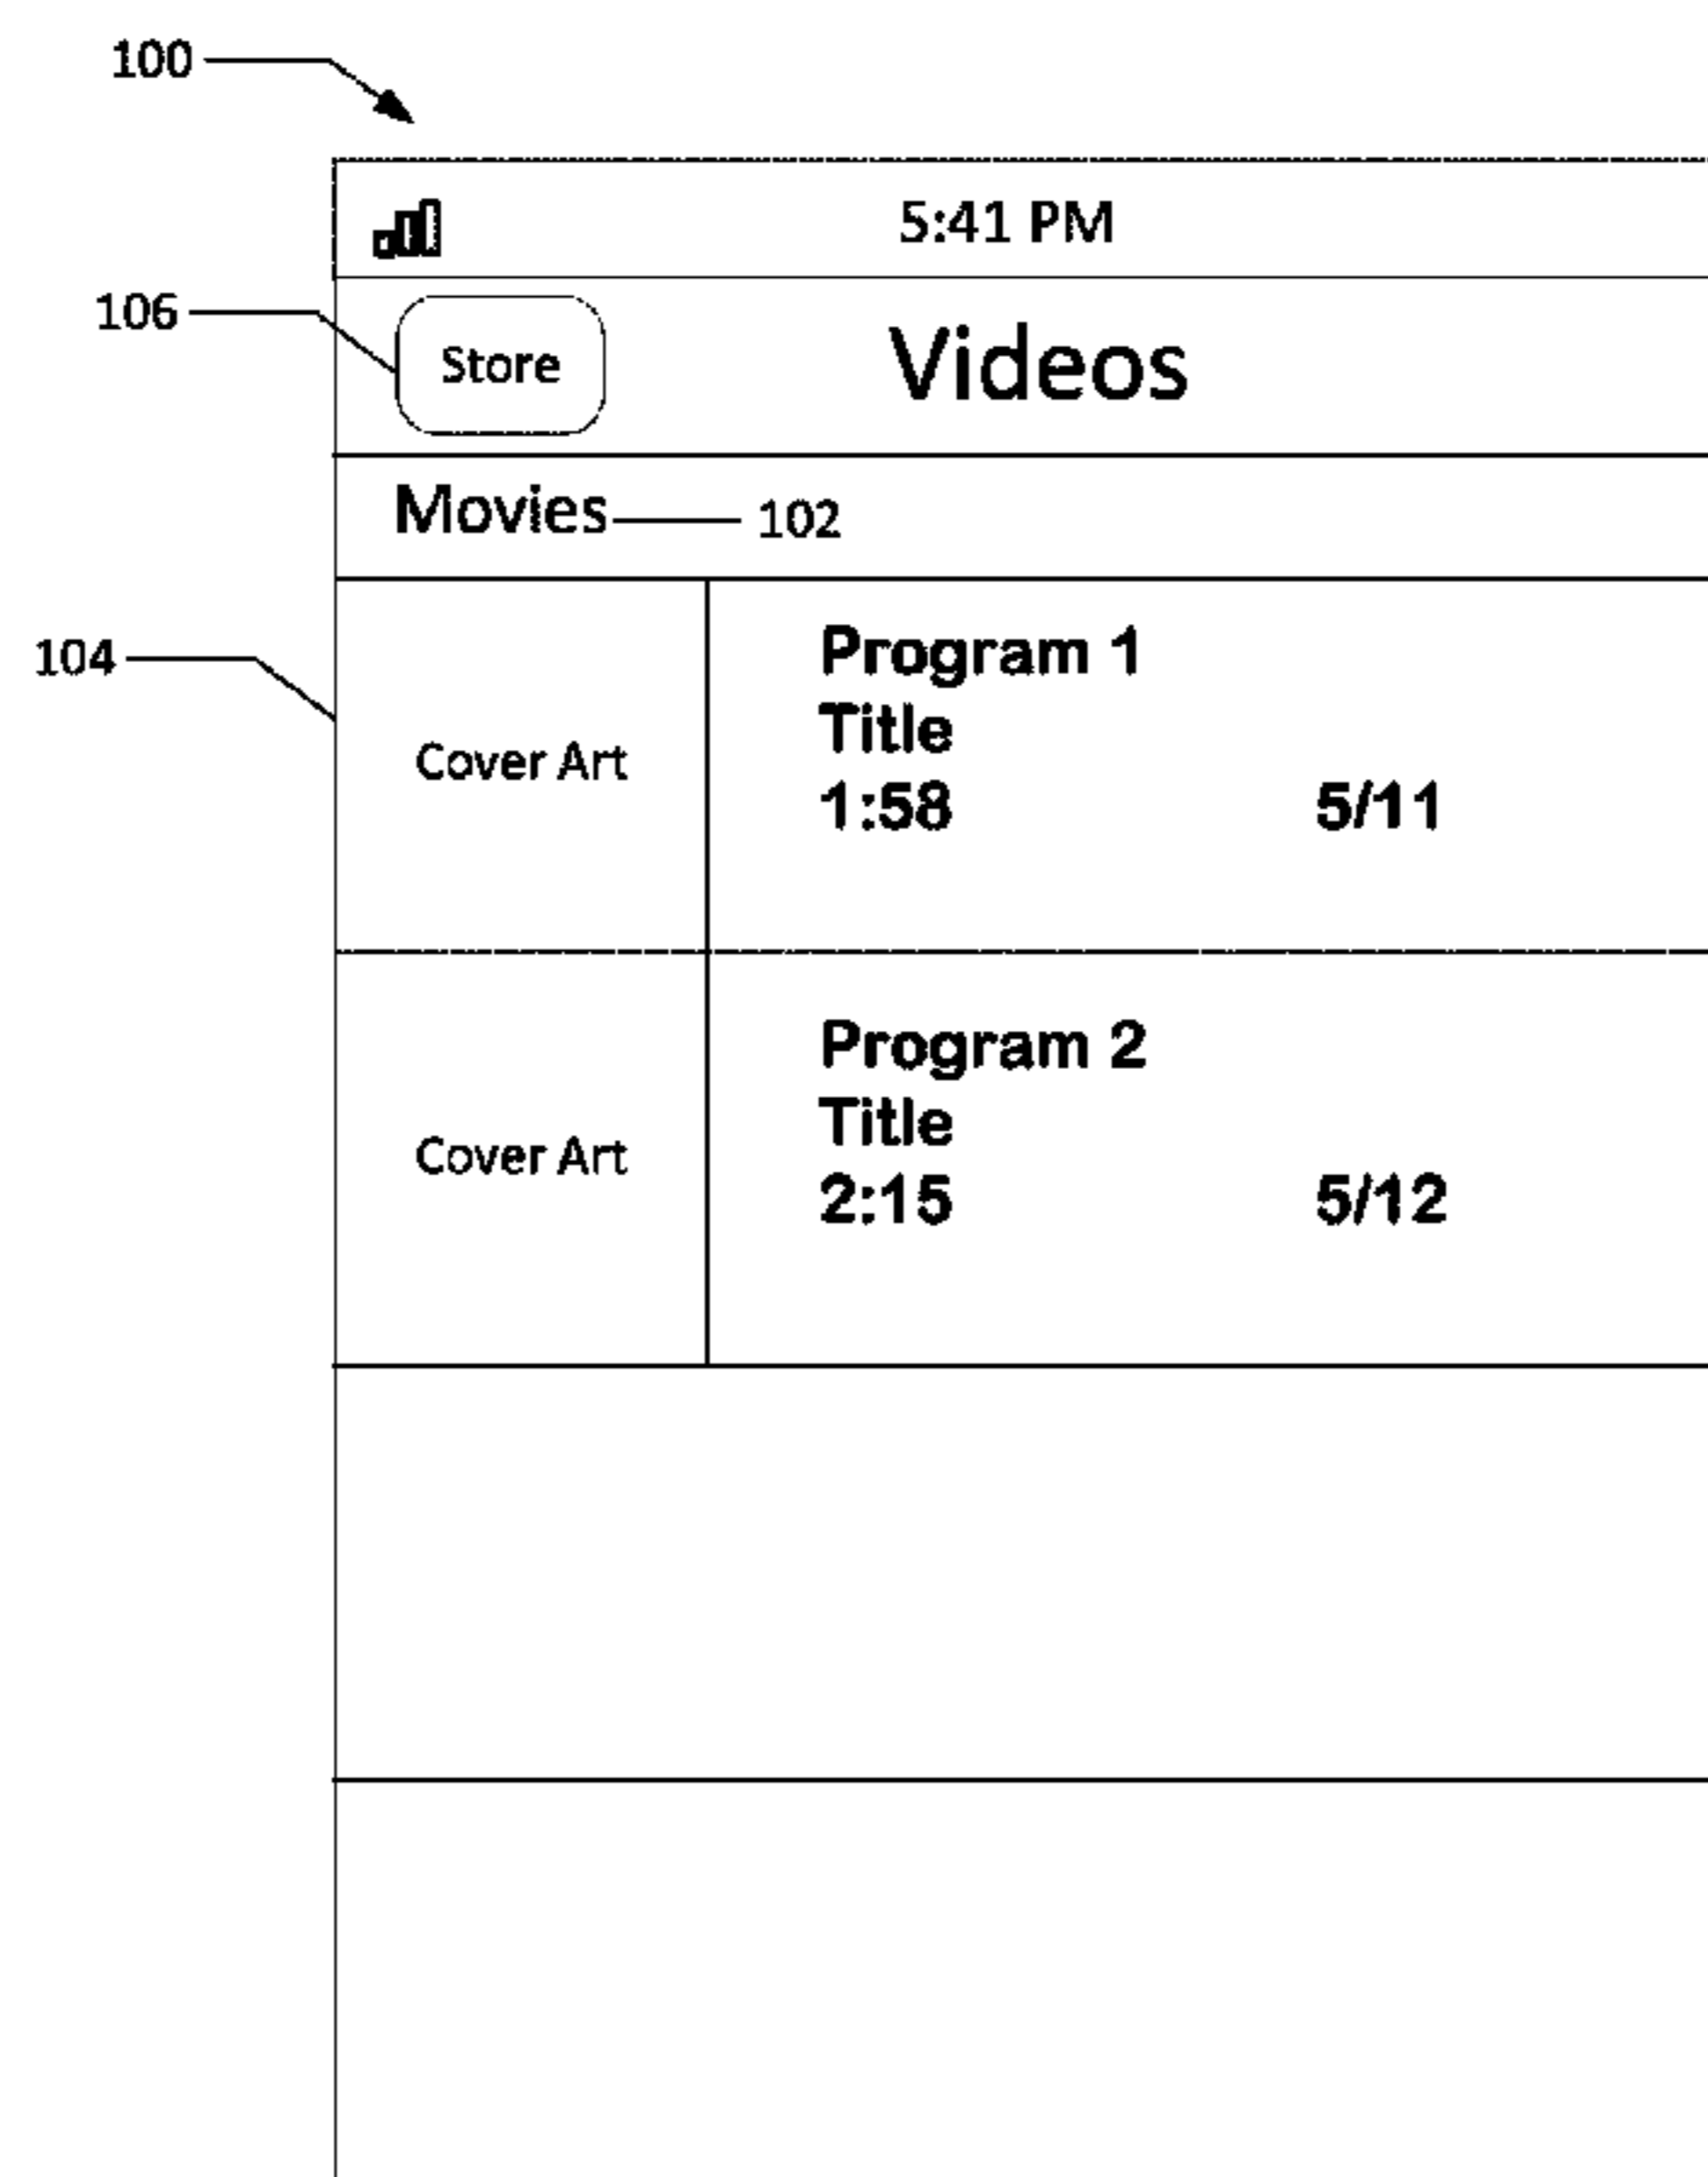 100
5:41 PM
106
Store
Videos
Movies
102
104
Cover Art
Program 1
Title
1:58 5/11
Cover Art
Program 2
Title
2:15 5/12